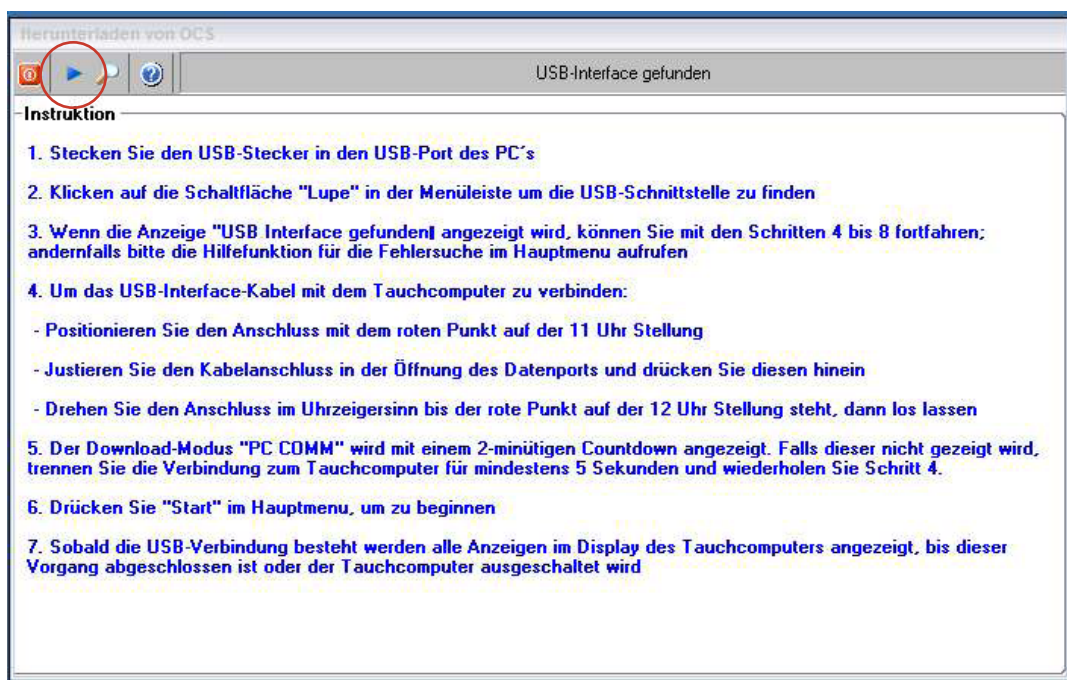 Herunterladen von OCS
USB-Interface gefunden
Instruktion
1. Stecken Sie den USB-Stecker in den USB-Port des PC´s
2. Klicken auf die Schaltfläche "Lupe" in der Menüleiste um die USB-Schnittstelle zu finden
3. Wenn die Anzeige "USB Interface gefunden| angezeigt wird, können Sie mit den Schritten 4 bis 8 fortfahren;
andernfalls bitte die Hilfefunktion für die Fehlersuche im Hauptmenu aufrufen
4. Um das USB-Interface-Kabel mit dem Tauchcomputer zu verbinden:
- Positionieren Sie den Anschluss mit dem roten Punkt auf der 11 Uhr Stellung
- Justieren Sie den Kabelanschluss in der Öffnung des Datenports und drücken Sie diesen hinein
- Drehen Sie den Anschluss im Uhrzeigersinn bis der rote Punkt auf der 12 Uhr Stellung steht, dann los lassen
5. Der Download-Modus "PC COMM" wird mit einem 2-minütigen Countdown angezeigt. Falls dieser nicht gezeigt wird,
trennen Sie die Verbindung zum Tauchcomputer für mindestens 5 Sekunden und wiederholen Sie Schritt 4.
6. Drücken Sie "Start" im Hauptmenu, um zu beginnen
7. Sobald die USB-Verbindung besteht werden alle Anzeigen im Display des Tauchcomputers angezeigt, bis dieser
Vorgang abgeschlossen ist oder der Tauchcomputer ausgeschaltet wird